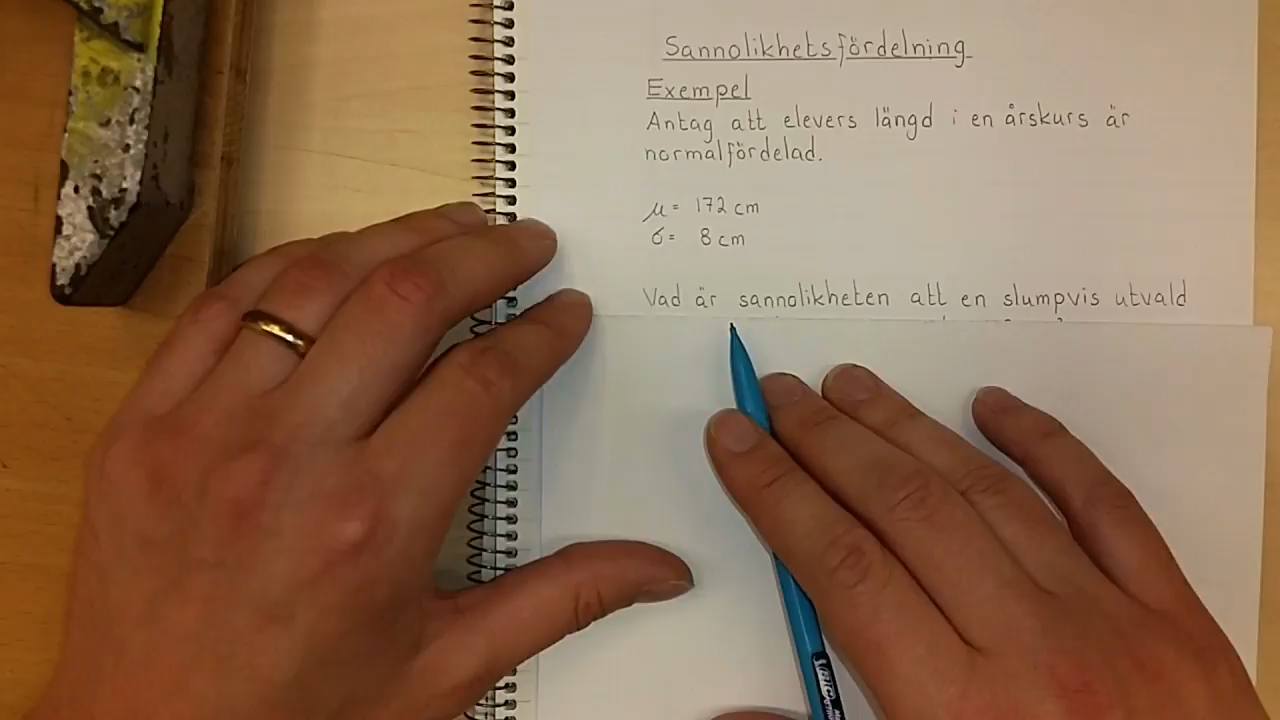 Sannolikhetsfördelning
Exempel
Antag att elevers längd i en årskurs är
normalfördelad.
μ = 172 cm
σ = 8 cm
Vad är sannolikheten att en slumpvis utvald